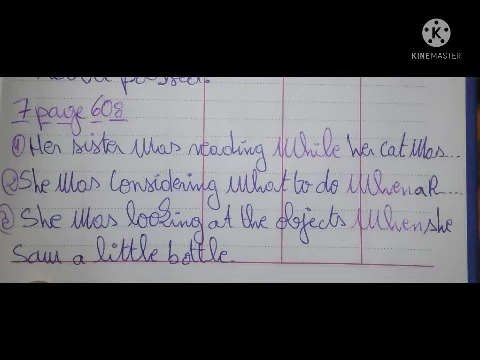 KINEMASTER
7 page 608
① Her sister was reading while her cat was...
② She was considering what to do when a R....
③ She was looking at the objects when she
saw a little bottle.